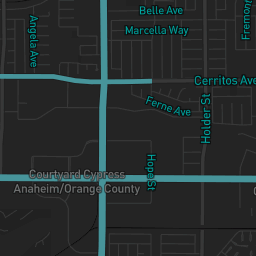 Belle Ave
Marcella Way
Angela Ave
Cerritos Ave
Ferne Ave
Holder St
Hope St
Courtyard Cypress
Anaheim/Orange County